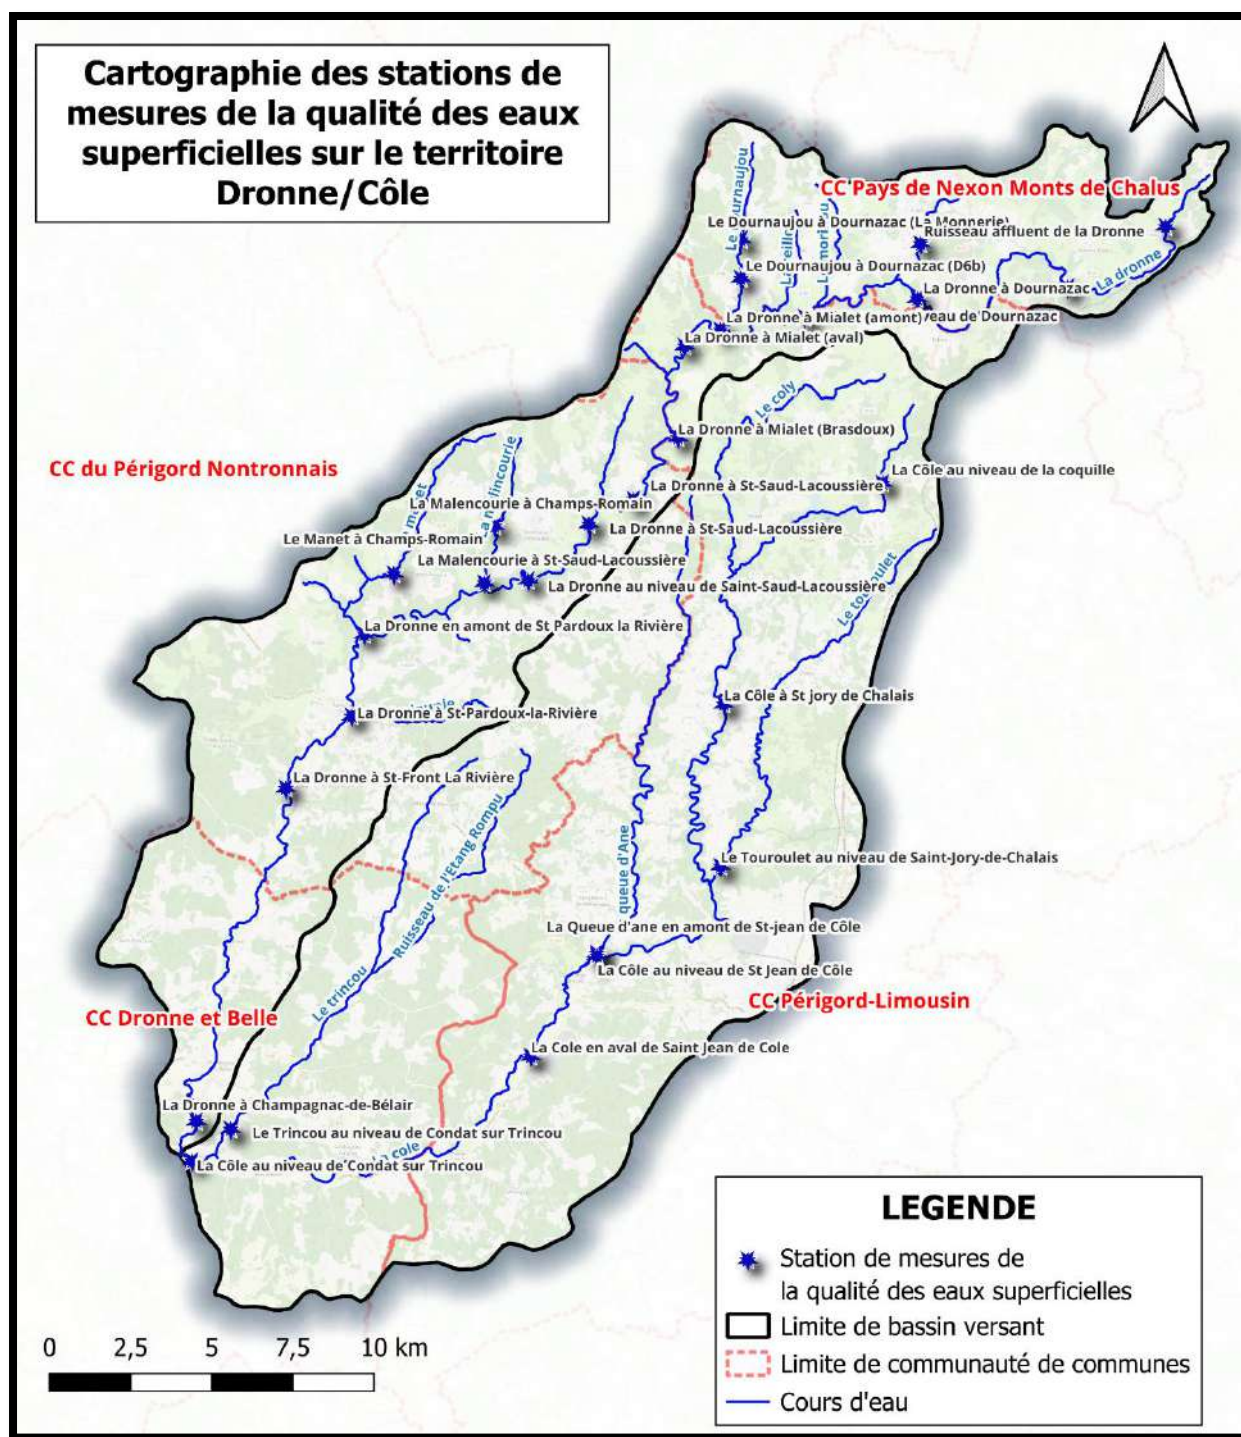 Cartographie des stations de
mesures de la qualité des eaux
superficielles sur le territoire
Dronne/Côle
CC Pays de Nexon Monts de Chalus
Le Dournaujou à Dournazac (La Monnerie)
Ruisseau affluent de la Dronne
Le Dournaujou à Dournazac (D6b)
La dronne
La Dronne à Dournazac
La Dronne à Mialet (amont)
veau de Dournazac
La Dronne à Mialet (aval)
Le coly
La Dronne à Mialet (Brasdoux)
CC du Périgord Nontronnais
La Côle au niveau de la coquille
La Dronne à St-Saud-Lacoussière
La Malencourie à Champs-Romain
La Dronne à St-Saud-Lacoussière
Le Manet à Champs-Romain
La Malencourie à St-Saud-Lacoussière
La Dronne au niveau de Saint-Saud-Lacoussière
La Dronne en amont de St Pardoux la Rivière
La Côle à St jory de Chalais
La Dronne à St-Pardoux-la-Rivière
La Dronne à St-Front La Rivière
Ruisseau de l'Etang Rompu
queue d'Ane
Le Touroulet au niveau de Saint-Jory-de-Chalais
La Queue d'ane en amont de St-jean de Côle
La Côle au niveau de St Jean de Côle
Le trincou
CC Périgord-Limousin
CC Dronne et Belle
La Cole en aval de Saint Jean de Cole
La Dronne à Champagnac-de-Bélair
Le Trincou au niveau de Condat sur Trincou
cole
La Côle au niveau de Condat sur Trincou
LEGENDE
Station de mesures de
la qualité des eaux superficielles
Limite de bassin versant
Limite de communauté de communes
Cours d'eau
0 2,5 5 7,5 10 km